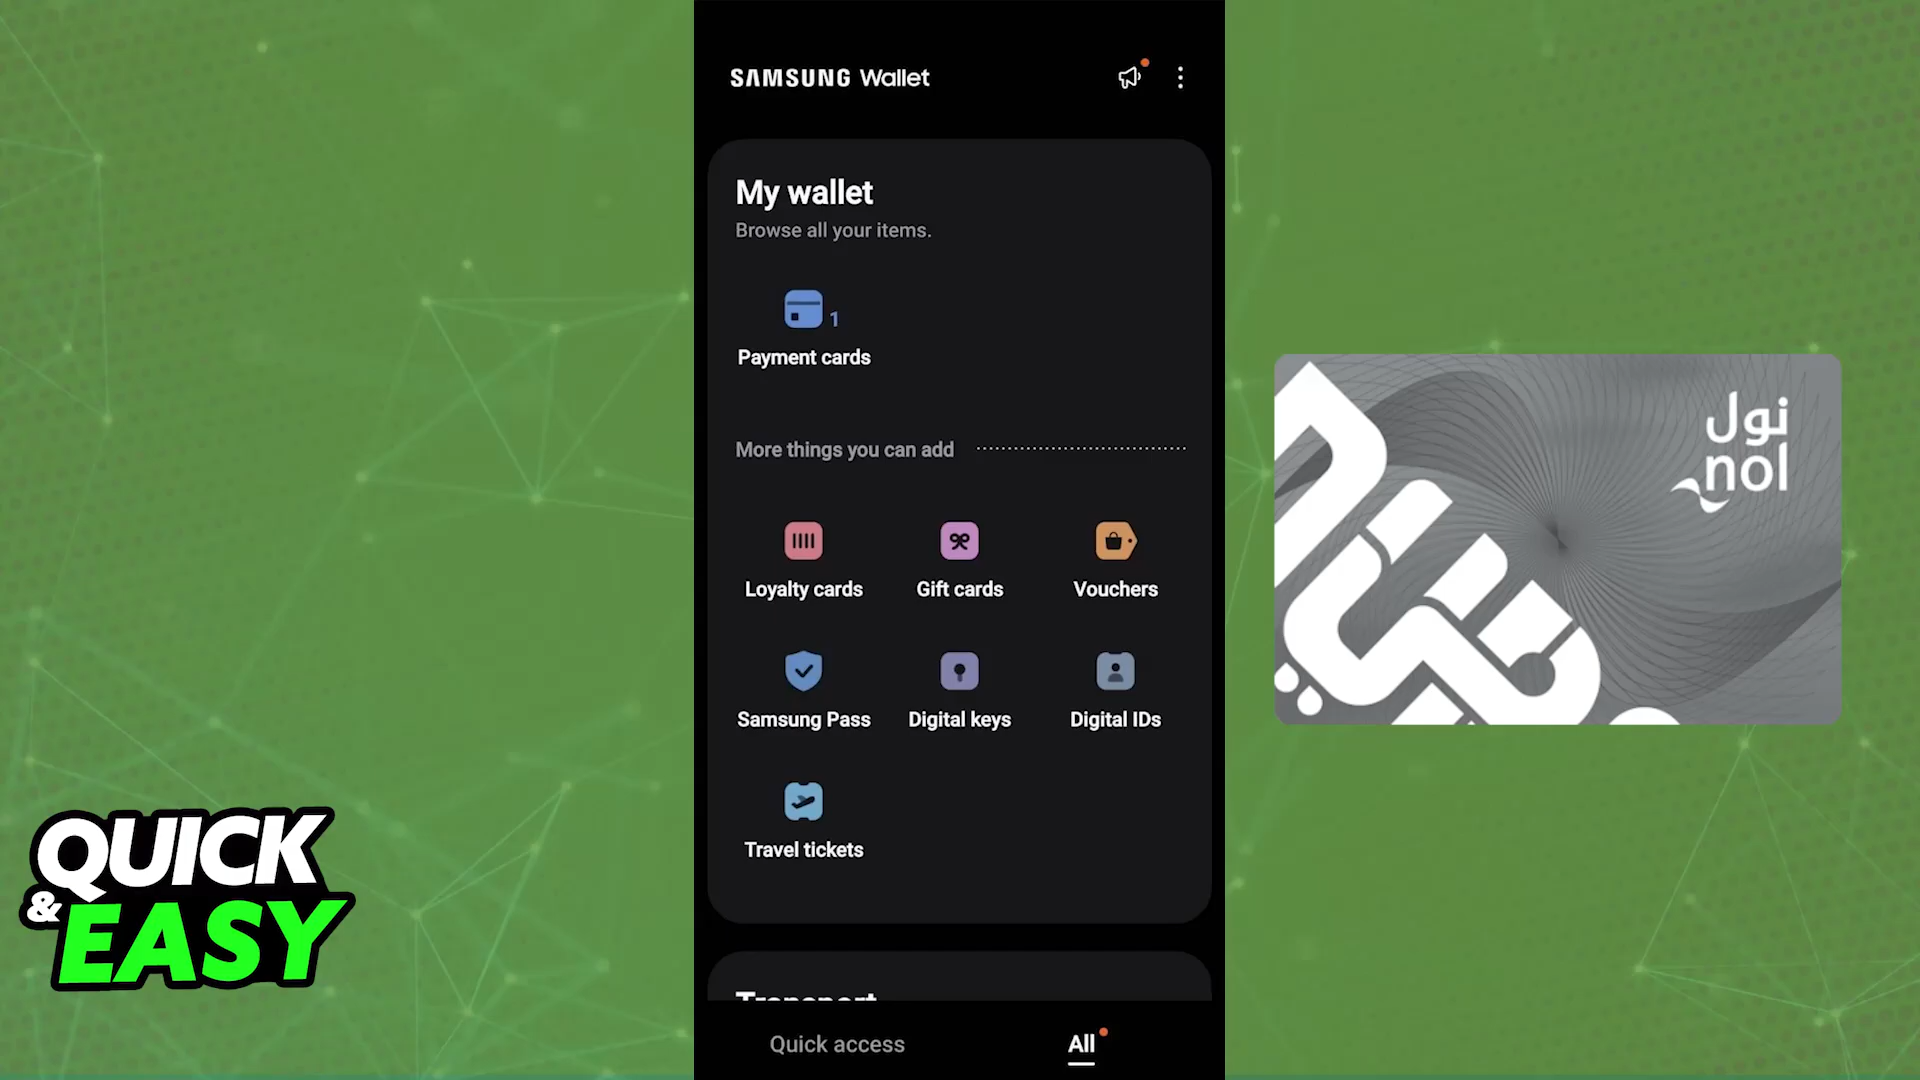 SAMSUNG Wallet
My wallet
Browse all your items.
1
Payment cards
More things you can add
Loyalty cards
Gift cards
Vouchers
Samsung Pass
Digital keys
Digital IDs
Travel tickets
Transport
Quick access
All
نول
nol
QUICK
& EASY